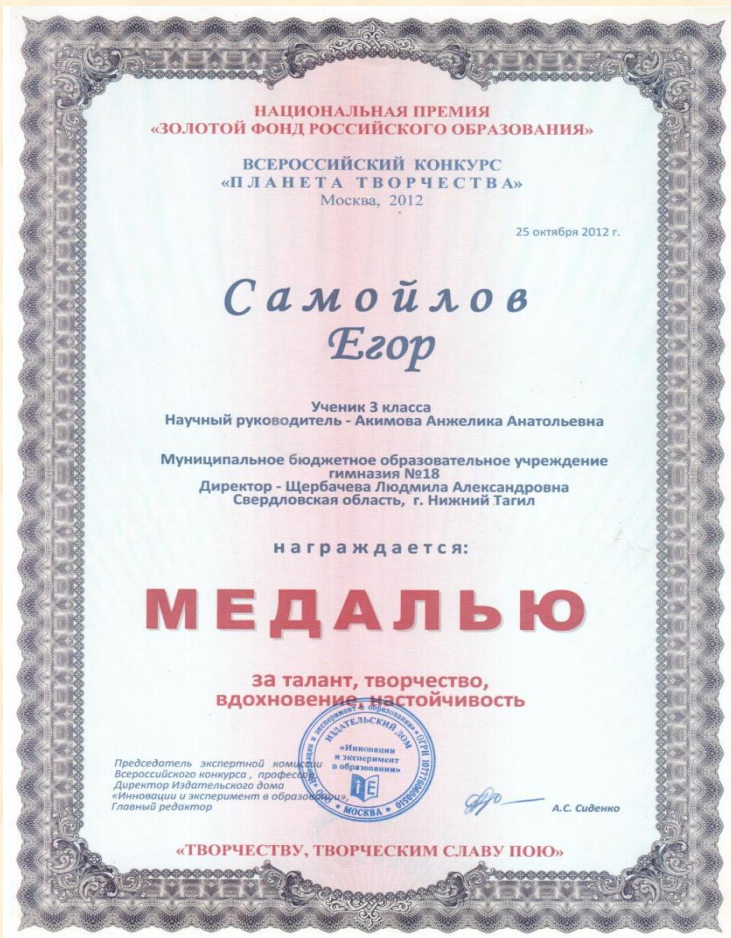 НАЦИОНАЛЬНАЯ ПРЕМИЯ
«ЗОЛОТОЙ ФОНД РОССИЙСКОГО ОБРАЗОВАНИЯ»
ВСЕРОССИЙСКИЙ КОНКУРС
«ПЛАНЕТА ТВОРЧЕСТВА»
Москва, 2012
25 октября 2012 г.
Самойлов
Егор
Ученик 3 класса
Научный руководитель - Акимова Анжелика Анатольевна
Муниципальное бюджетное образовательное учреждение
гимназия №18
Директор - Щербачева Людмила Александровна
Свердловская область, г. Нижний Тагил
награждается:
МЕДАЛЬЮ
за талант, творчество,
вдохновение, настойчивость
ИЗДАТЕЛЬСКИЙ ДОМ
«Инновации
и эксперимент
в образовании»
МОСКВА
Председатель экспертной комиссии
Всероссийского конкурса , профессор,
Директор Издательского дома
«Инновации и эксперимент в образовании»,
Главный редактор
А.С. Сиденко
«ТВОРЧЕСТВУ, ТВОРЧЕСКИМ СЛАВУ ПОЮ»